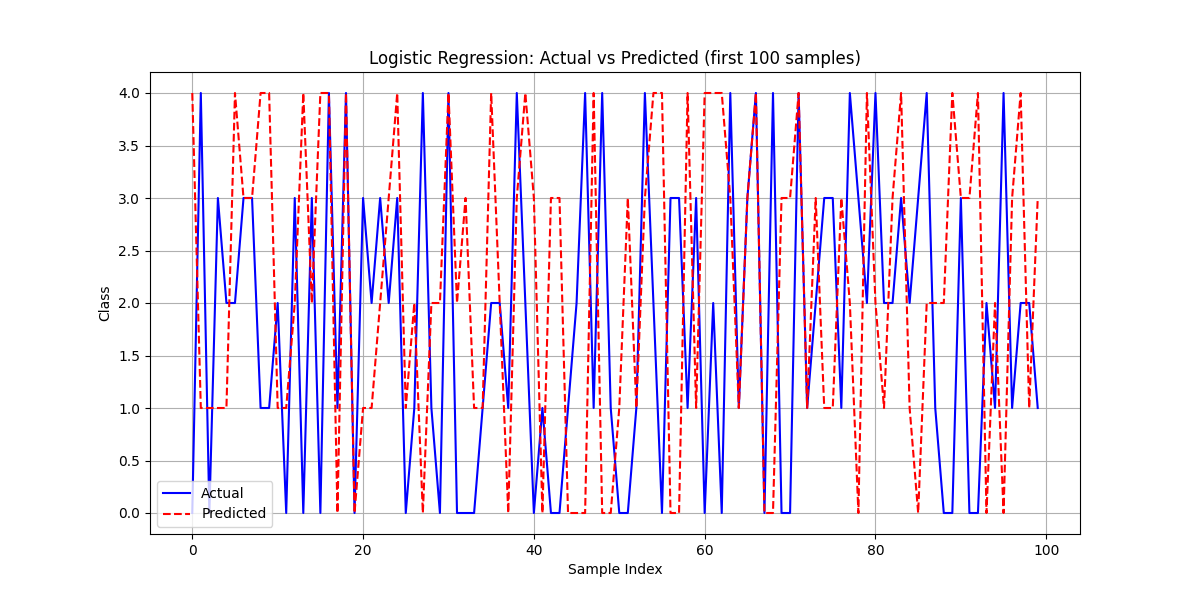 Logistic Regression: Actual vs Predicted (first 100 samples)
4.0
3.5
3.0
2.5
2.0
1.5
1.0
0.5
0.0
Class
Actual
Predicted
0 20 40 60 80 100
Sample Index